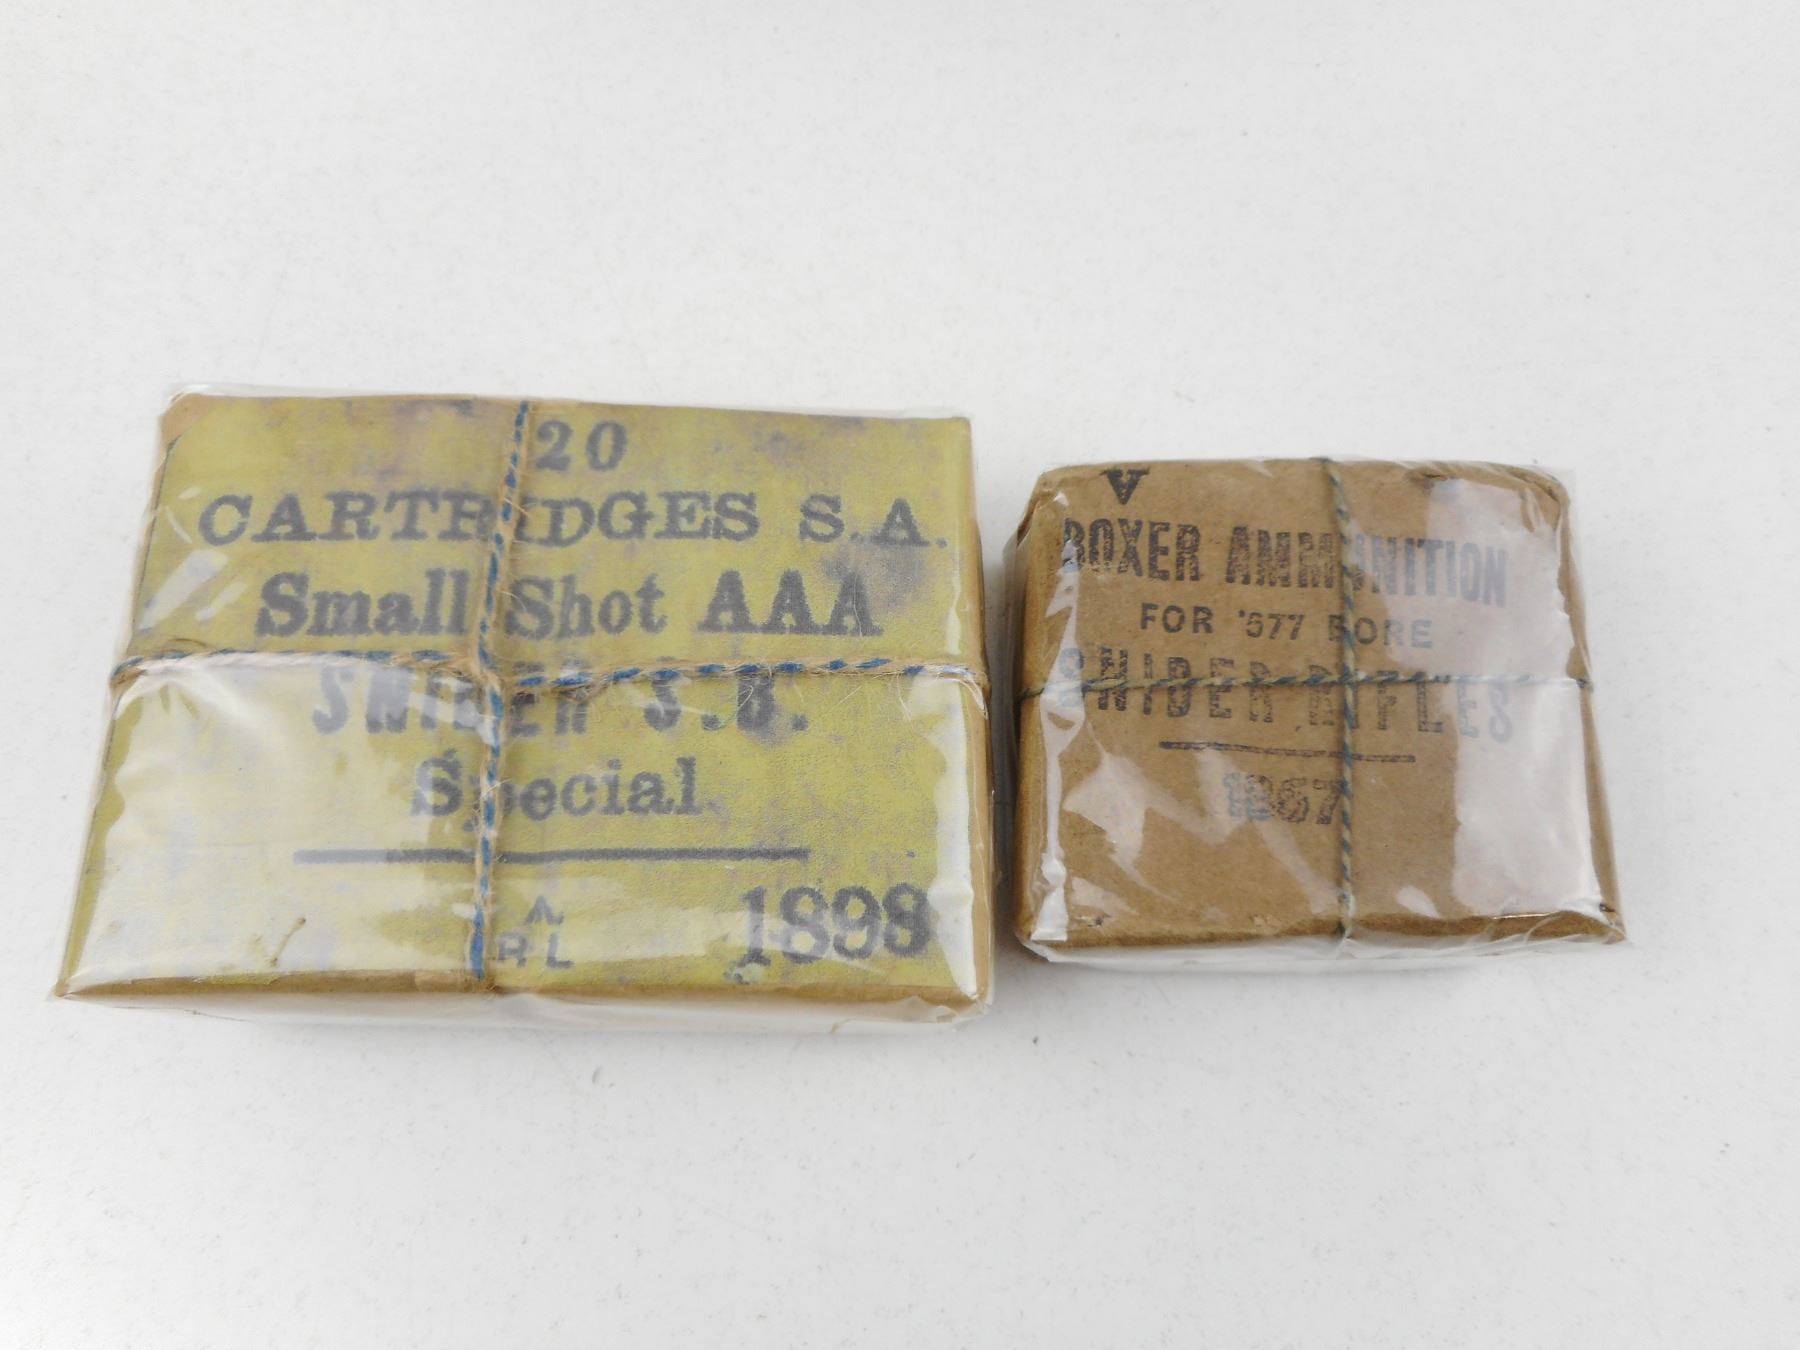 20
CARTRIDGES S.A.
Small Shot AAA
SNIDER S.B.
Special
R L
1898
V
BOXER AMMUNITION
FOR '577 BORE
SNIDER RIFLES
1867